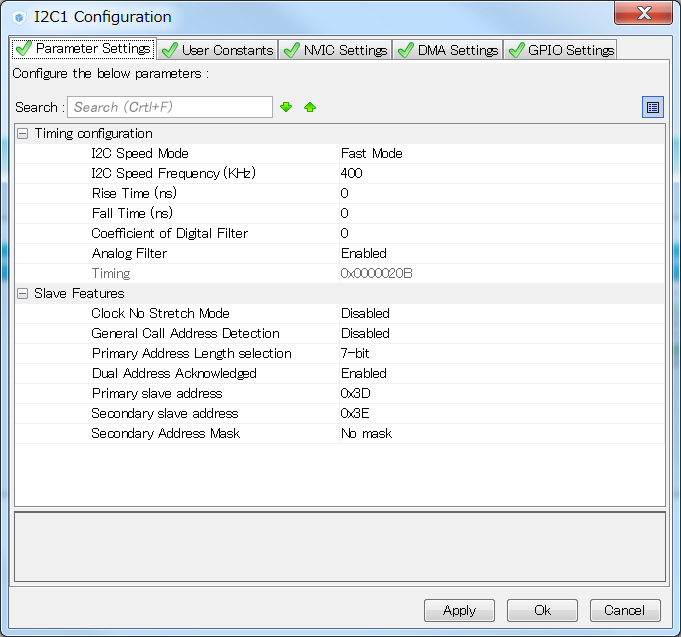 I2C1 Configuration
Parameter Settings User Constants NVIC Settings DMA Settings GPIO Settings
Configure the below parameters :
Search : Search (Crtl+F)
Timing configuration
I2C Speed Mode Fast Mode
I2C Speed Frequency (KHz) 400
Rise Time (ns) 0
Fall Time (ns) 0
Coefficient of Digital Filter 0
Analog Filter Enabled
Timing 0x0000020B
Slave Features
Clock No Stretch Mode Disabled
General Call Address Detection Disabled
Primary Address Length selection 7-bit
Dual Address Acknowledged Enabled
Primary slave address 0x3D
Secondary slave address 0x3E
Secondary Address Mask No mask
Apply Ok Cancel